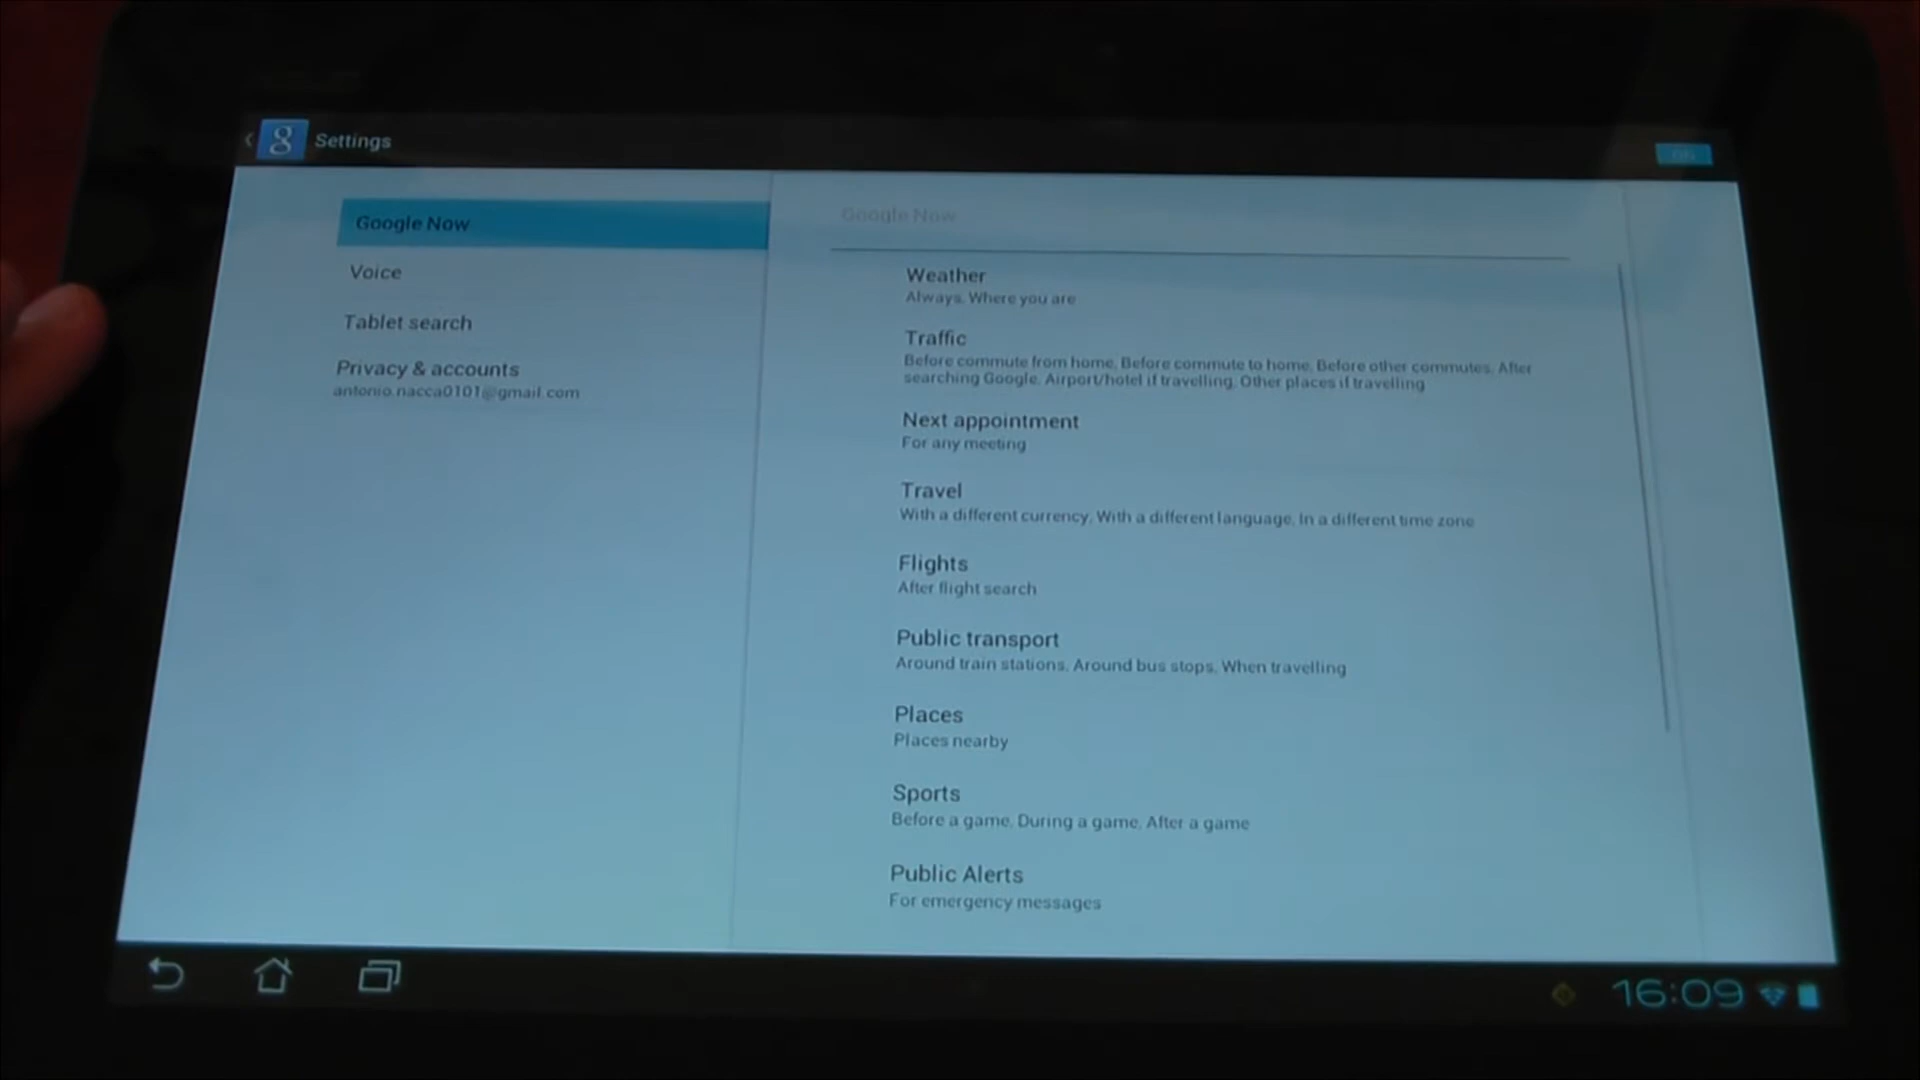 Settings
ON
Google Now
Voice
Tablet search
Privacy & accounts
antonio.nacca0101@gmail.com
Google Now
Weather
Always, Where you are
Traffic
Before commute from home, Before commute to home, Before other commutes, After
searching Google, Airport/hotel if travelling, Other places if travelling
Next appointment
For any meeting
Travel
With a different currency, With a different language, In a different time zone
Flights
After flight search
Public transport
Around train stations, Around bus stops, When travelling
Places
Places nearby
Sports
Before a game, During a game, After a game
Public Alerts
For emergency messages
16:09